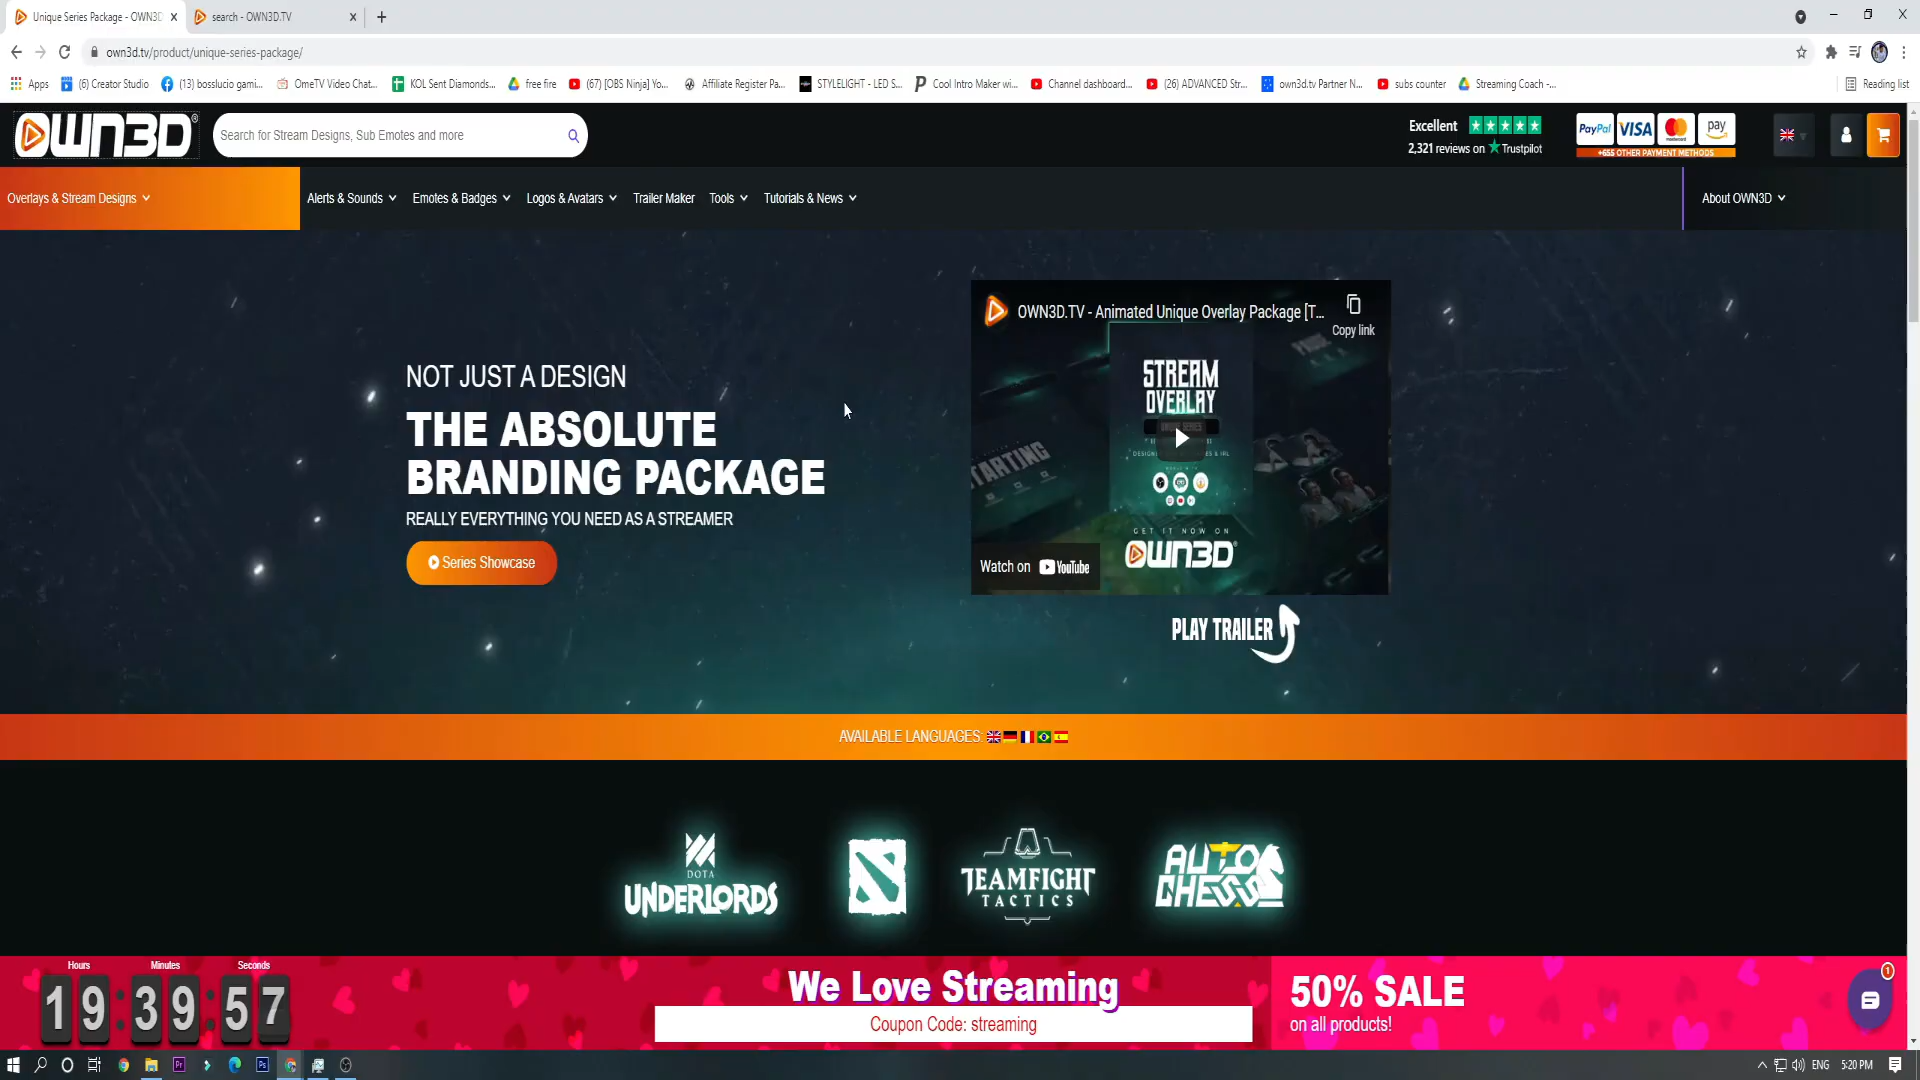 Unique Series Package - OWN3D
search - OWN3D.TV
own3d.tv/product/unique-series-package/
Apps
(6) Creator Studio
(13) bosslucio gami...
OmeTV Video Chat...
KOL Sent Diamonds...
free fire
(67) [OBS Ninja] Yo...
Affiliate Register Pa...
STYLELIGHT - LED S...
Cool Intro Maker wi...
Channel dashboard...
(26) ADVANCED Str...
own3d.tv Partner N...
subs counter
Streaming Coach -...
Reading list
OWN3D
Search for Stream Designs, Sub Emotes and more
Excellent
2,321 reviews on Trustpilot
PayPal VISA mastercard pay
+655 OTHER PAYMENT METHODS
Overlays & Stream Designs
Alerts & Sounds
Emotes & Badges
Logos & Avatars
Trailer Maker
Tools
Tutorials & News
About OWN3D
NOT JUST A DESIGN
THE ABSOLUTE
BRANDING PACKAGE
REALLY EVERYTHING YOU NEED AS A STREAMER
Series Showcase
OWN3D.TV - Animated Unique Overlay Package [T...
Copy link
STREAM
OVERLAY
UNIQUE SERIES
STARTING
GET IT NOW ON
OWN3D
Watch on YouTube
PLAY TRAILER
AVAILABLE LANGUAGES:
DOTA
UNDERLORDS
TEAMFIGHT
TACTICS
AUTO
CHESS
Hours
Minutes
Seconds
19:39:57
We Love Streaming
Coupon Code: streaming
50% SALE
on all products!
1
Pr
Ps
ENG
5:20 PM